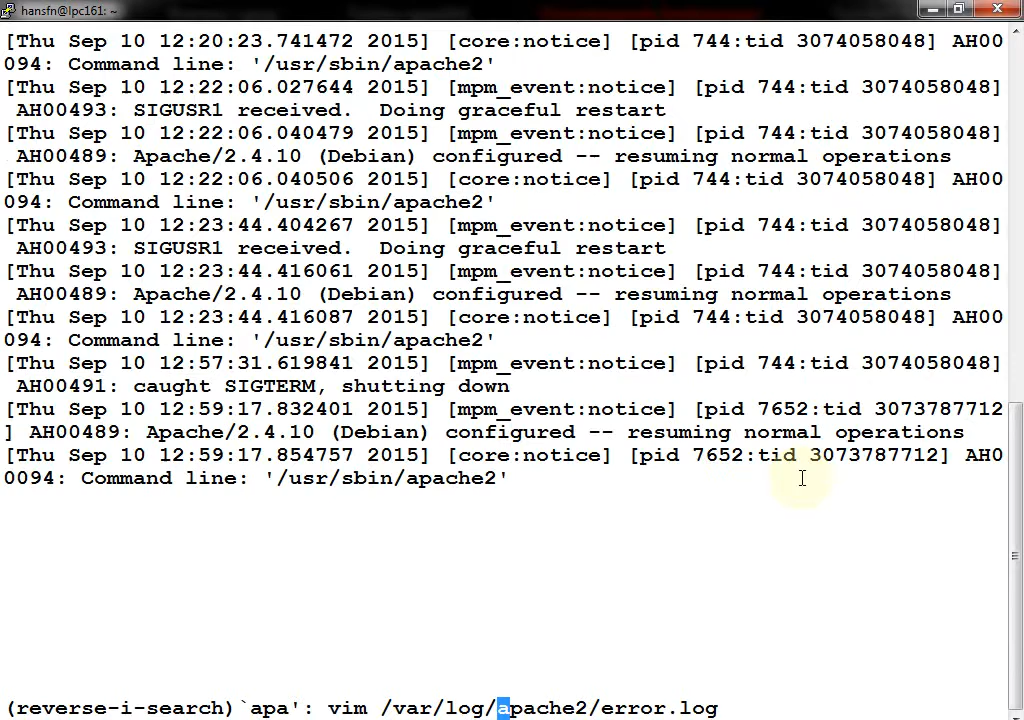 hansfn@lpc161: ~
[Thu Sep 10 12:20:23.741472 2015] [core:notice] [pid 744:tid 3074058048] AH00
094: Command line: '/usr/sbin/apache2'
[Thu Sep 10 12:22:06.027644 2015] [mpm_event:notice] [pid 744:tid 3074058048]
 AH00493: SIGUSR1 received.  Doing graceful restart
[Thu Sep 10 12:22:06.040479 2015] [mpm_event:notice] [pid 744:tid 3074058048]
 AH00489: Apache/2.4.10 (Debian) configured -- resuming normal operations
[Thu Sep 10 12:22:06.040506 2015] [core:notice] [pid 744:tid 3074058048] AH00
094: Command line: '/usr/sbin/apache2'
[Thu Sep 10 12:23:44.404267 2015] [mpm_event:notice] [pid 744:tid 3074058048]
 AH00493: SIGUSR1 received.  Doing graceful restart
[Thu Sep 10 12:23:44.416061 2015] [mpm_event:notice] [pid 744:tid 3074058048]
 AH00489: Apache/2.4.10 (Debian) configured -- resuming normal operations
[Thu Sep 10 12:23:44.416087 2015] [core:notice] [pid 744:tid 3074058048] AH00
094: Command line: '/usr/sbin/apache2'
[Thu Sep 10 12:57:31.619841 2015] [mpm_event:notice] [pid 744:tid 3074058048]
 AH00491: caught SIGTERM, shutting down
[Thu Sep 10 12:59:17.832401 2015] [mpm_event:notice] [pid 7652:tid 3073787712
] AH00489: Apache/2.4.10 (Debian) configured -- resuming normal operations
[Thu Sep 10 12:59:17.854757 2015] [core:notice] [pid 7652:tid 3073787712] AH0
0094: Command line: '/usr/sbin/apache2'
(reverse-i-search)`apa': vim /var/log/apache2/error.log